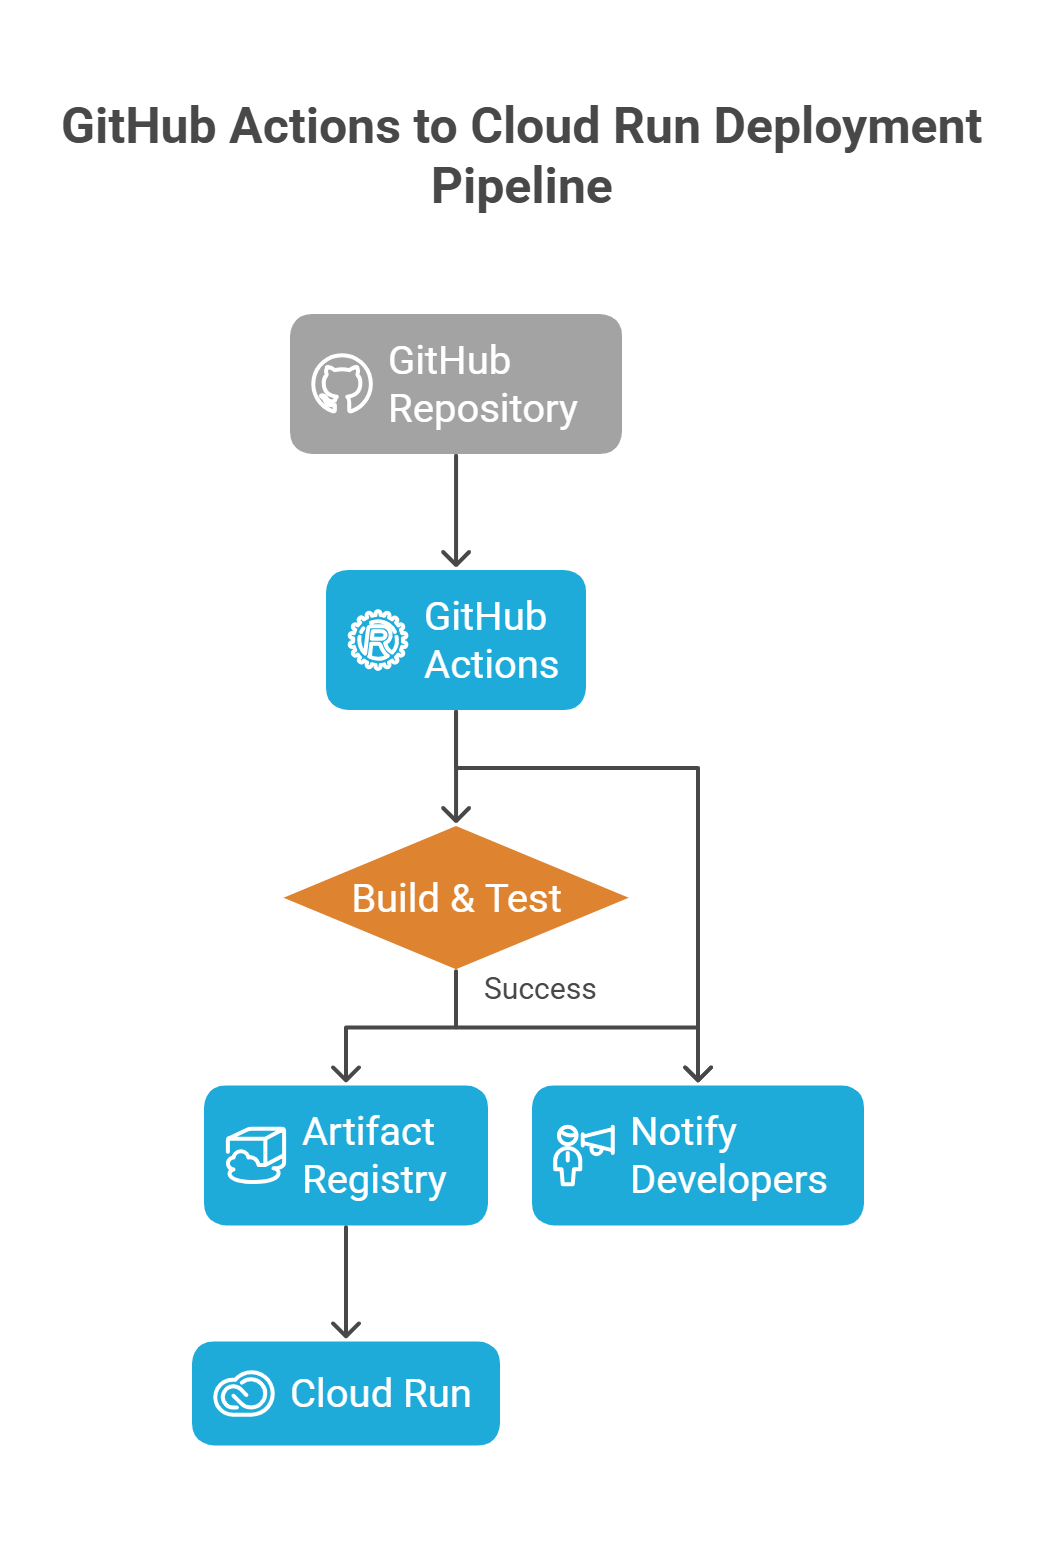 GitHub Actions to Cloud Run Deployment
Pipeline
GitHub
Repository
GitHub
Actions
Build & Test
Success
Artifact
Registry
Notify
Developers
Cloud Run